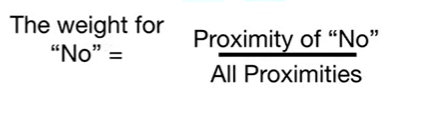 The weight for
"No" =
Proximity of "No"
All Proximities